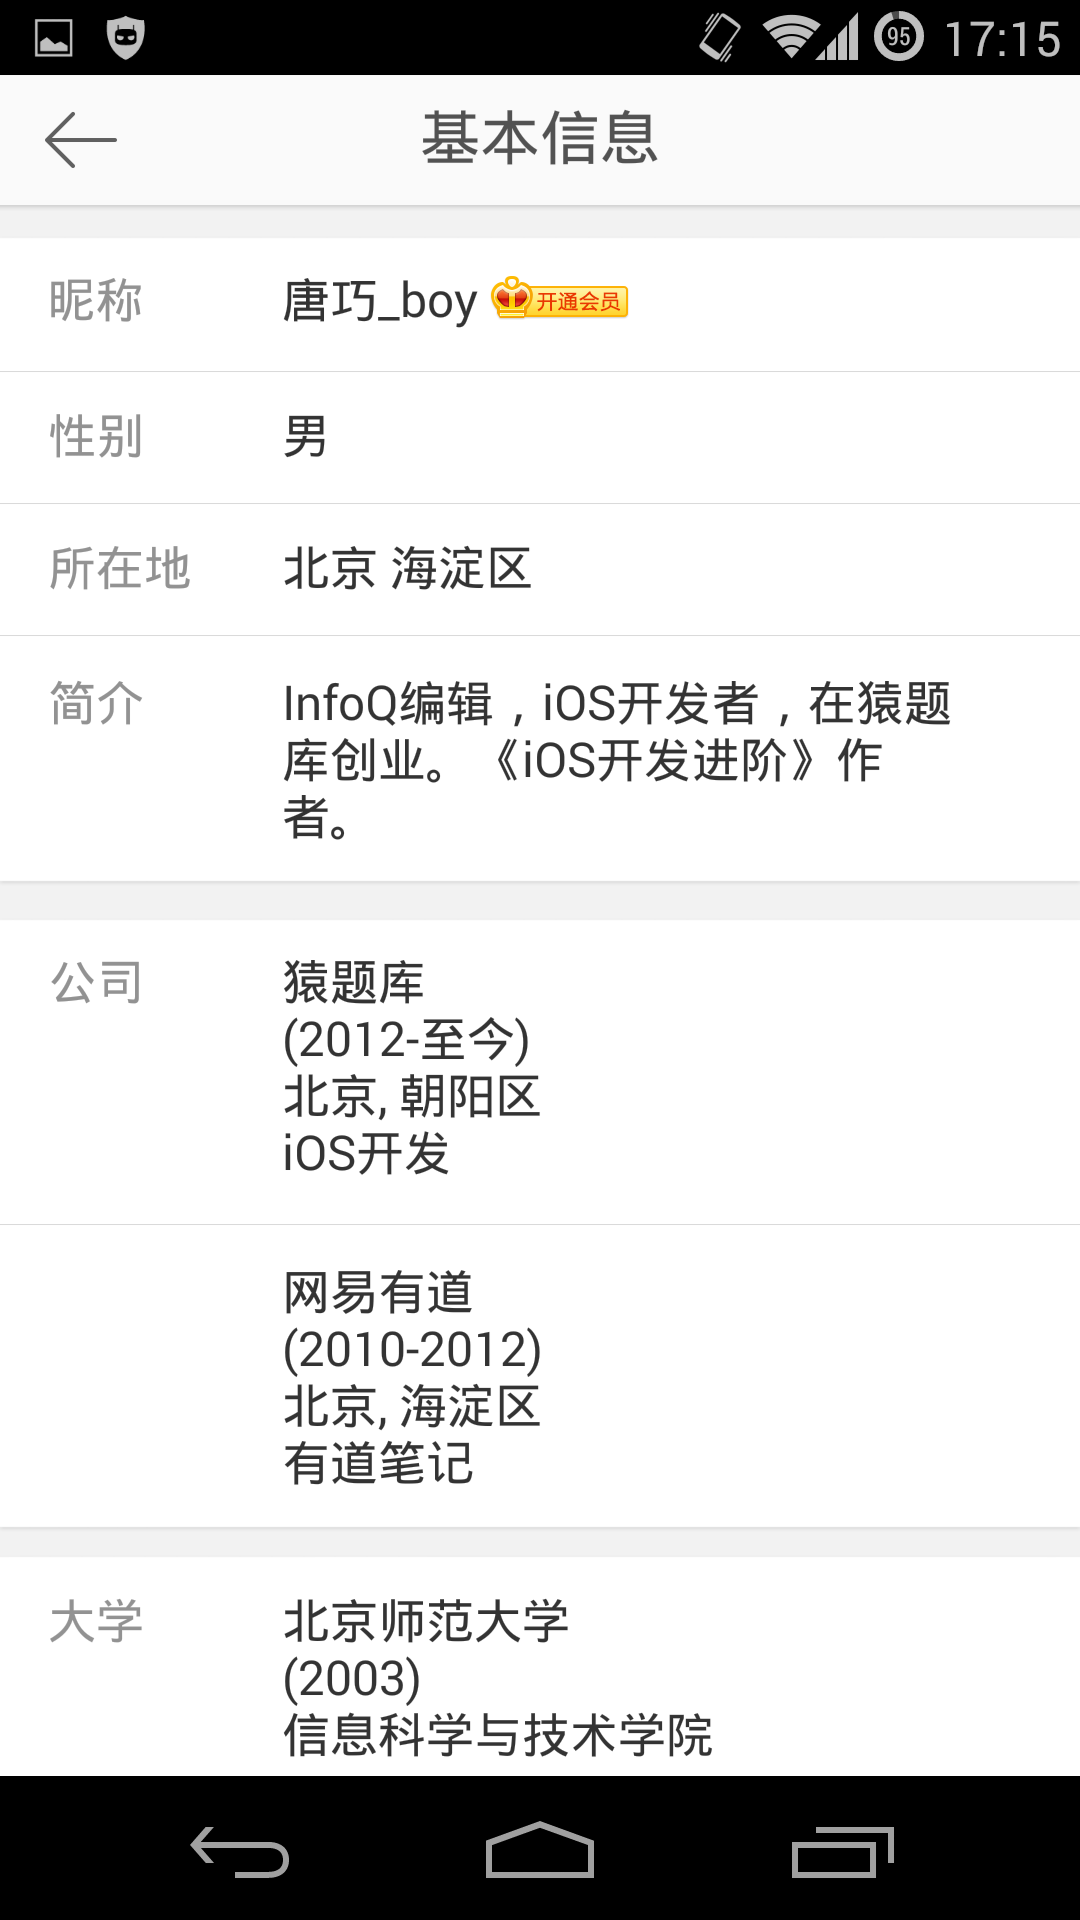 95 17:15
基本信息
昵称 唐巧_boy 开通会员
性别 男
所在地 北京 海淀区
简介 InfoQ编辑，iOS开发者，在猿题
库创业。《iOS开发进阶》作
者。
公司 猿题库
(2012-至今)
北京, 朝阳区
iOS开发
网易有道
(2010-2012)
北京, 海淀区
有道笔记
大学 北京师范大学
(2003)
信息科学与技术学院